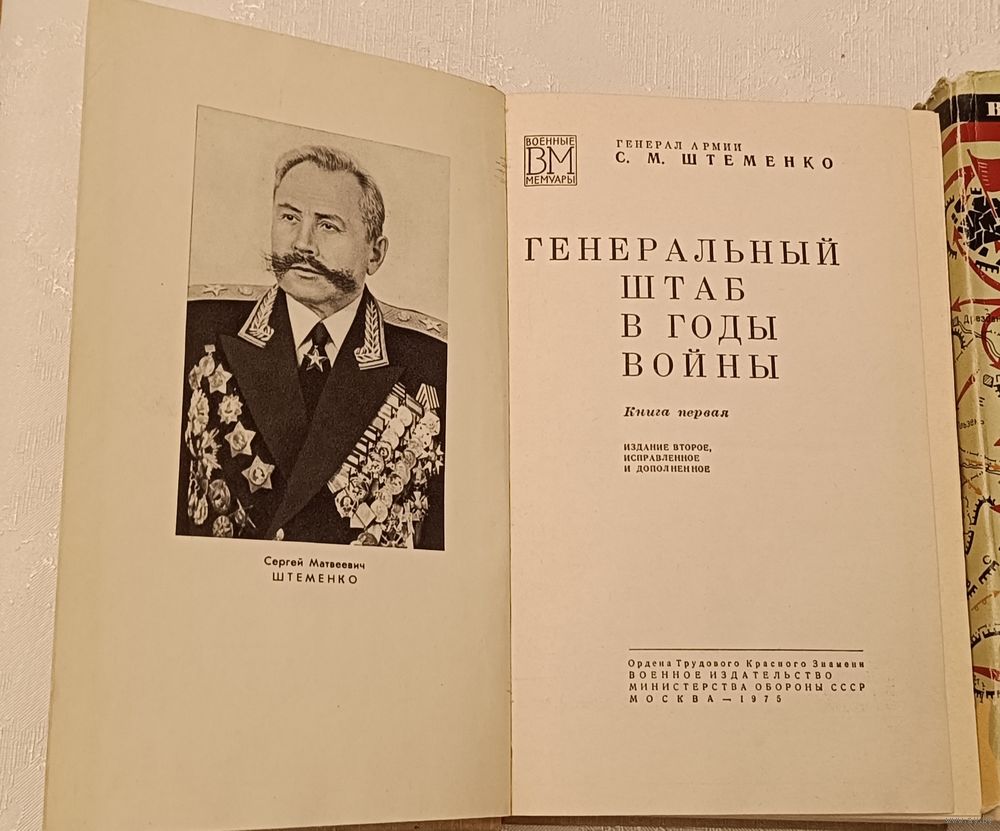 Сергей Матвеевич
ШТЕМЕНКО
ВОЕННЫЕ
ВМ
МЕМУАРЫ
ГЕНЕРАЛ АРМИИ
С. М. ШТЕМЕНКО
ГЕНЕРАЛЬНЫЙ
ШТАБ
В ГОДЫ
ВОЙНЫ
Книга первая
ИЗДАНИЕ ВТОРОЕ,
ИСПРАВЛЕННОЕ
И ДОПОЛНЕННОЕ
Ордена Трудового Красного Знамени
ВОЕННОЕ ИЗДАТЕЛЬСТВО
МИНИСТЕРСТВА ОБОРОНЫ СССР
МОСКВА — 1975